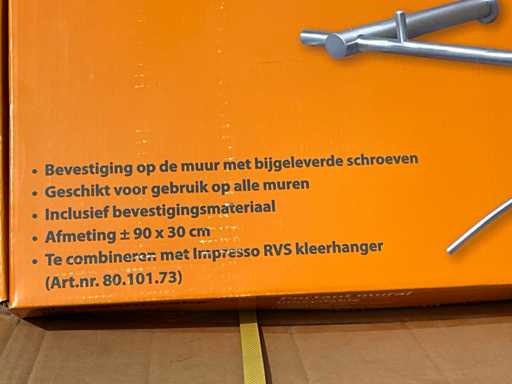 • Bevestiging op de muur met bijgeleverde schroeven
• Geschikt voor gebruik op alle muren
• Inclusief bevestigingsmateriaal
• Afmeting ± 90 x 30 cm
• Te combineren met Impresso RVS kleerhanger
(Art.nr. 80.101.73)